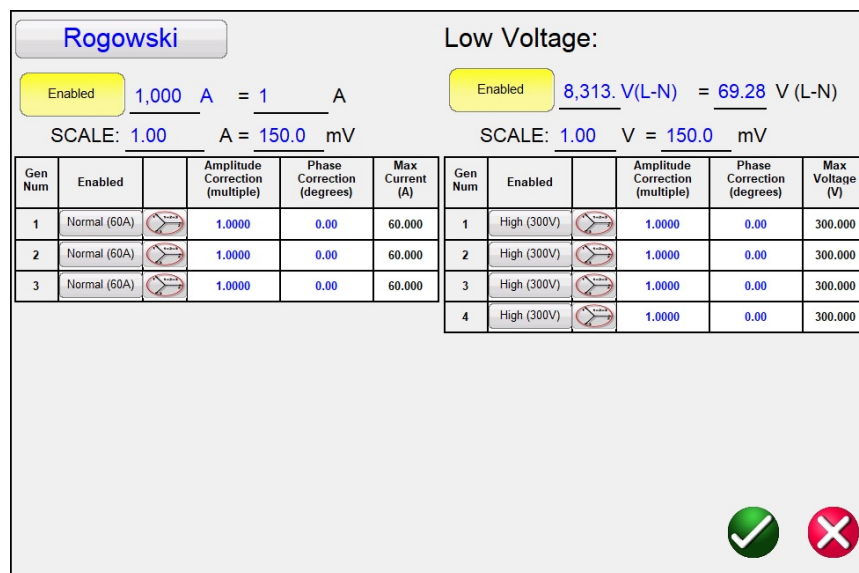 Rogowski
Low Voltage:
Enabled 1,000 A = 1 A
Enabled 8,313. V(L-N) = 69.28 V (L-N)
SCALE: 1.00 A = 150.0 mV
SCALE: 1.00 V = 150.0 mV
Gen Num Enabled Amplitude Correction (multiple) Phase Correction (degrees) Max Current (A)
1 Normal (60A) 1.0000 0.00 60.000
2 Normal (60A) 1.0000 0.00 60.000
3 Normal (60A) 1.0000 0.00 60.000
Gen Num Enabled Amplitude Correction (multiple) Phase Correction (degrees) Max Voltage (V)
1 High (300V) 1.0000 0.00 300.000
2 High (300V) 1.0000 0.00 300.000
3 High (300V) 1.0000 0.00 300.000
4 High (300V) 1.0000 0.00 300.000